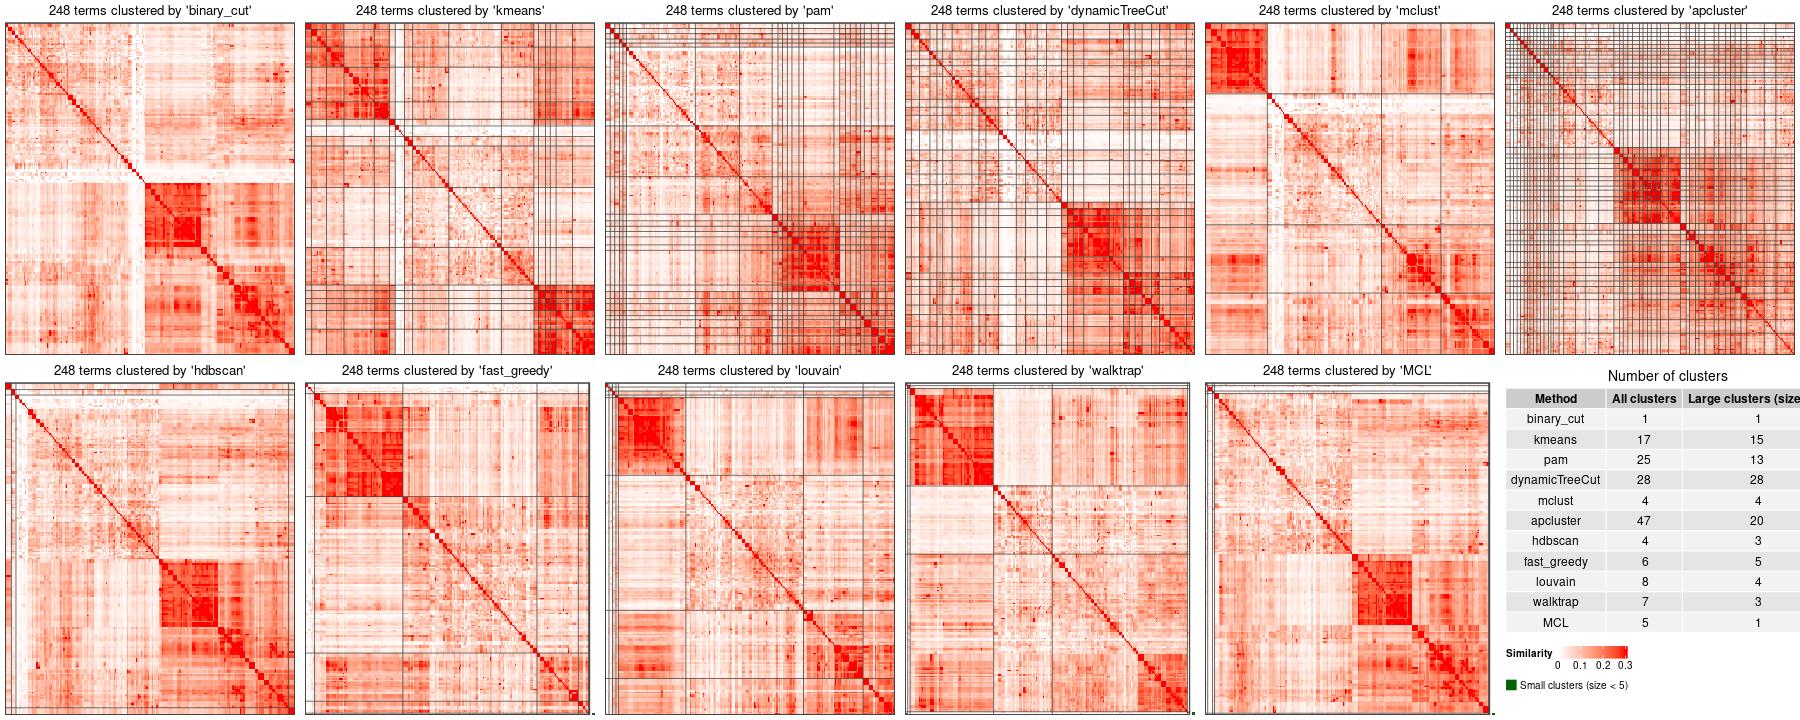 248 terms clustered by 'binary_cut'
248 terms clustered by 'kmeans'
248 terms clustered by 'pam'
248 terms clustered by 'dynamicTreeCut'
248 terms clustered by 'mclust'
248 terms clustered by 'apcluster'
248 terms clustered by 'hdbscan'
248 terms clustered by 'fast_greedy'
248 terms clustered by 'louvain'
248 terms clustered by 'walktrap'
248 terms clustered by 'MCL'
Number of clusters
Method All clusters Large clusters (size
binary_cut 1 1
kmeans 17 15
pam 25 13
dynamicTreeCut 28 28
mclust 4 4
apcluster 47 20
hdbscan 4 3
fast_greedy 6 5
louvain 8 4
walktrap 7 3
MCL 5 1
Similarity
0 0.1 0.2 0.3
Small clusters (size < 5)